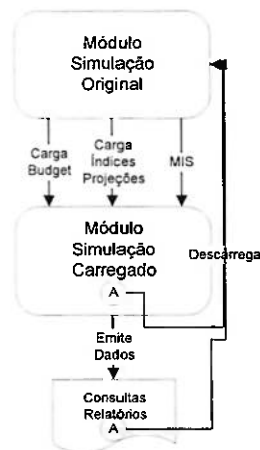 Módulo
Simulação
Original
Carga
Budget
Carga
Índices
Projeções
MIS
Módulo
Simulação
Carregado
A
Descarrega
Emite
Dados
Consultas
Relatórios
A